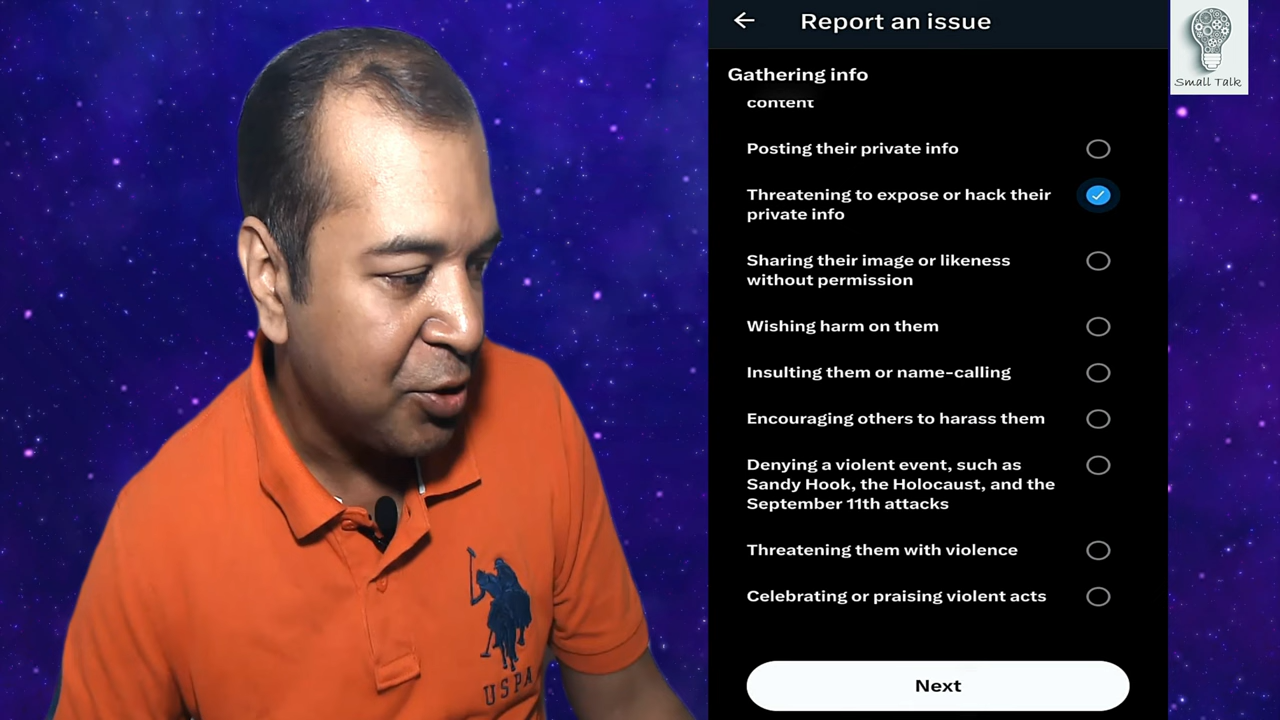 Report an issue
Small Talk
Gathering info
content
Posting their private info
Threatening to expose or hack their
private info
Sharing their image or likeness
without permission
Wishing harm on them
Insulting them or name-calling
Encouraging others to harass them
Denying a violent event, such as
Sandy Hook, the Holocaust, and the
September 11th attacks
Threatening them with violence
Celebrating or praising violent acts
Next
USPA